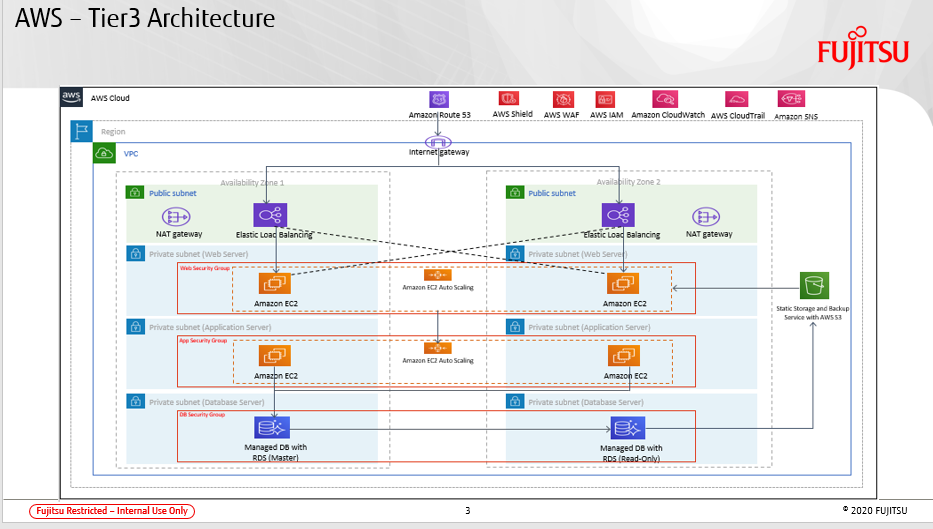 AWS – Tier3 Architecture
FUJITSU
aws
AWS Cloud
Amazon Route 53
AWS Shield
AWS WAF
AWS IAM
Amazon CloudWatch
AWS CloudTrail
Amazon SNS
Region
Internet gateway
VPC
Availability Zone 1
Availability Zone 2
Public subnet
Public subnet
NAT gateway
Elastic Load Balancing
Elastic Load Balancing
NAT gateway
Private subnet (Web Server)
Private subnet (Web Server)
Web Security Group
Amazon EC2
Amazon EC2 Auto Scaling
Amazon EC2
Static Storage and Backup
Service with AWS S3
Private subnet (Application Server)
Private subnet (Application Server)
App Security Group
Amazon EC2
Amazon EC2 Auto Scaling
Amazon EC2
Private subnet (Database Server)
Private subnet (Database Server)
DB Security Group
Managed DB with
RDS (Master)
Managed DB with
RDS (Read-Only)
Fujitsu Restricted – Internal Use Only
3
© 2020 FUJITSU